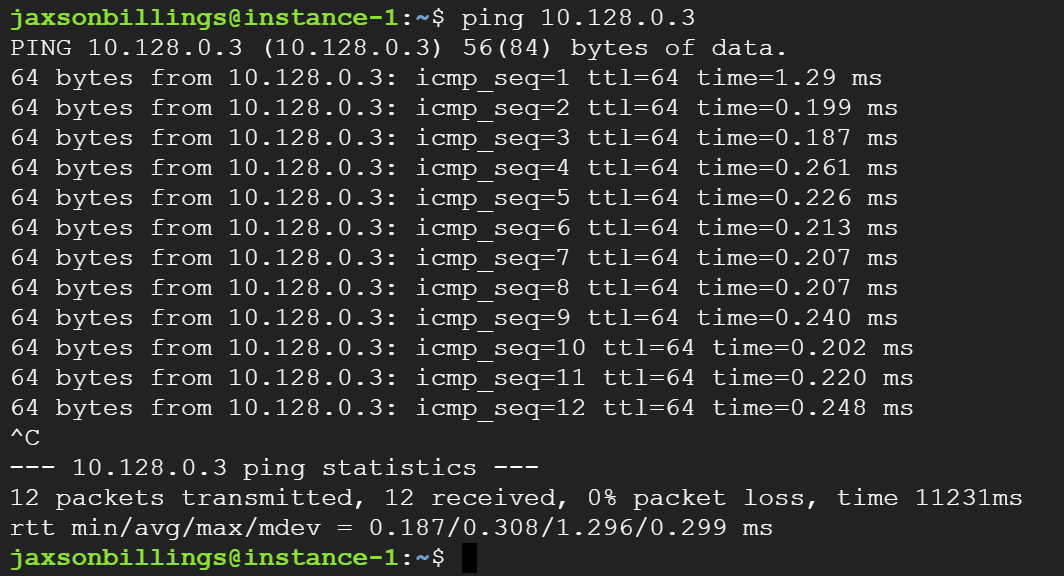 jaxsonbillings@instance-1:~$ ping 10.128.0.3
PING 10.128.0.3 (10.128.0.3) 56(84) bytes of data.
64 bytes from 10.128.0.3: icmp_seq=1 ttl=64 time=1.29 ms
64 bytes from 10.128.0.3: icmp_seq=2 ttl=64 time=0.199 ms
64 bytes from 10.128.0.3: icmp_seq=3 ttl=64 time=0.187 ms
64 bytes from 10.128.0.3: icmp_seq=4 ttl=64 time=0.261 ms
64 bytes from 10.128.0.3: icmp_seq=5 ttl=64 time=0.226 ms
64 bytes from 10.128.0.3: icmp_seq=6 ttl=64 time=0.213 ms
64 bytes from 10.128.0.3: icmp_seq=7 ttl=64 time=0.207 ms
64 bytes from 10.128.0.3: icmp_seq=8 ttl=64 time=0.207 ms
64 bytes from 10.128.0.3: icmp_seq=9 ttl=64 time=0.240 ms
64 bytes from 10.128.0.3: icmp_seq=10 ttl=64 time=0.202 ms
64 bytes from 10.128.0.3: icmp_seq=11 ttl=64 time=0.220 ms
64 bytes from 10.128.0.3: icmp_seq=12 ttl=64 time=0.248 ms
^C
--- 10.128.0.3 ping statistics ---
12 packets transmitted, 12 received, 0% packet loss, time 11231ms
rtt min/avg/max/mdev = 0.187/0.308/1.296/0.299 ms
jaxsonbillings@instance-1:~$